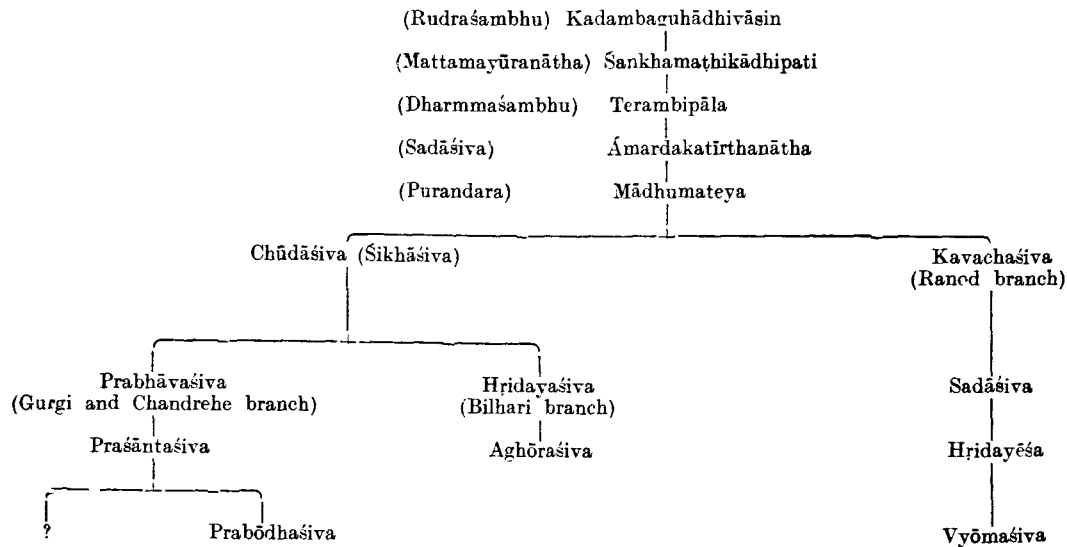 (Rudraśambhu) Kadambaguhādhivāsin
(Mattamayūranātha) Śankhamaṭhikādhipati
(Dharmmaśambhu) Terambipāla
(Sadāśiva) Ámardakatīrthanātha
(Purandara) Mādhumateya
Chūdāśiva (Śikhāśiva)
Kavachaśiva
(Ranod branch)
Prabhāvaśiva
(Gurgi and Chandrehe branch)
Hṛidayaśiva
(Bilhari branch)
Sadāśiva
Praśāntaśiva
Aghōraśiva
Hṛidayēśa
?
Prabōdhaśiva
Vyōmaśiva